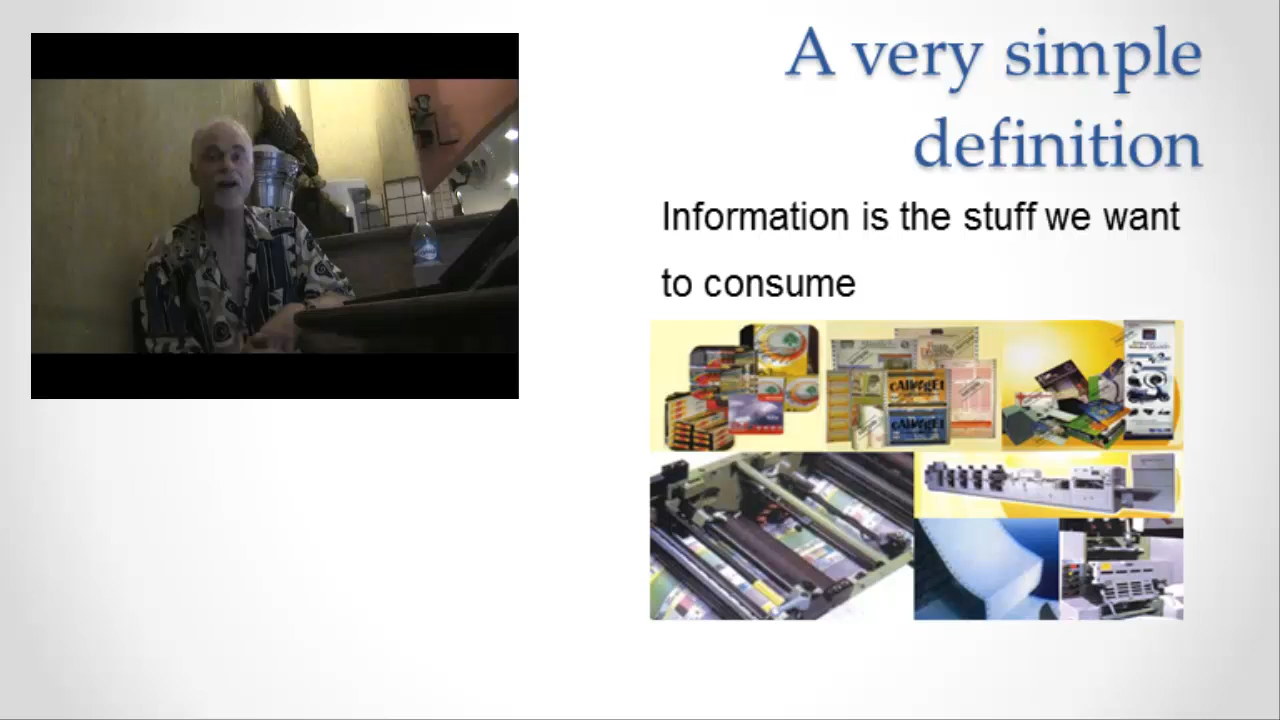 A very simple
definition
Information is the stuff we want
to consume